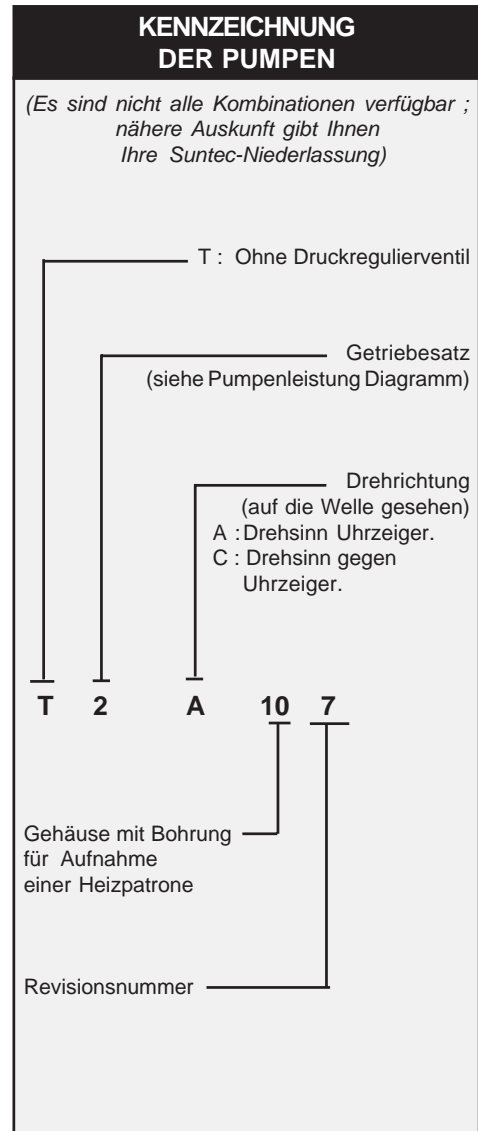 KENNZEICHNUNG
DER PUMPEN
(Es sind nicht alle Kombinationen verfügbar ;
nähere Auskunft gibt Ihnen
Ihre Suntec-Niederlassung)
T : Ohne Druckregulierventil
Getriebesatz
(siehe Pumpenleistung Diagramm)
Drehrichtung
(auf die Welle gesehen)
A : Drehsinn Uhrzeiger.
C : Drehsinn gegen
Uhrzeiger.
T 2 A 10 7
Gehäuse mit Bohrung
für Aufnahme
einer Heizpatrone
Revisionsnummer